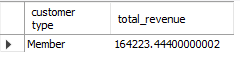 customer type total_revenue
Member 164223.44400000002